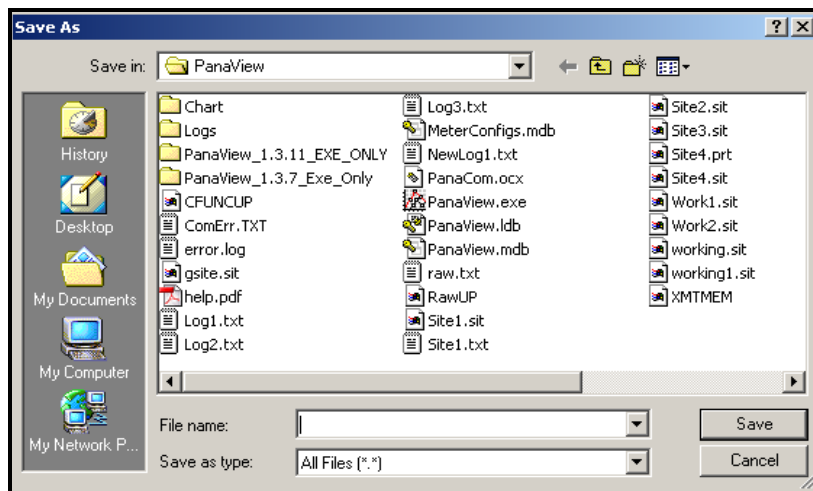 Save As
Save in: PanaView
History
Desktop
My Documents
My Computer
My Network P...
Chart
Logs
PanaView_1.3.11_EXE_ONLY
PanaView_1.3.7_Exe_Only
CFUNCUP
ComErr.TXT
error.log
gsite.sit
help.pdf
Log1.txt
Log2.txt
Log3.txt
MeterConfigs.mdb
NewLog1.txt
PanaCom.ocx
PanaView.exe
PanaView.ldb
PanaView.mdb
raw.txt
RawUP
Site1.sit
Site1.txt
Site2.sit
Site3.sit
Site4.prt
Site4.sit
Work1.sit
Work2.sit
working.sit
working1.sit
XMTMEM
File name:
Save
Save as type: All Files (*.*)
Cancel